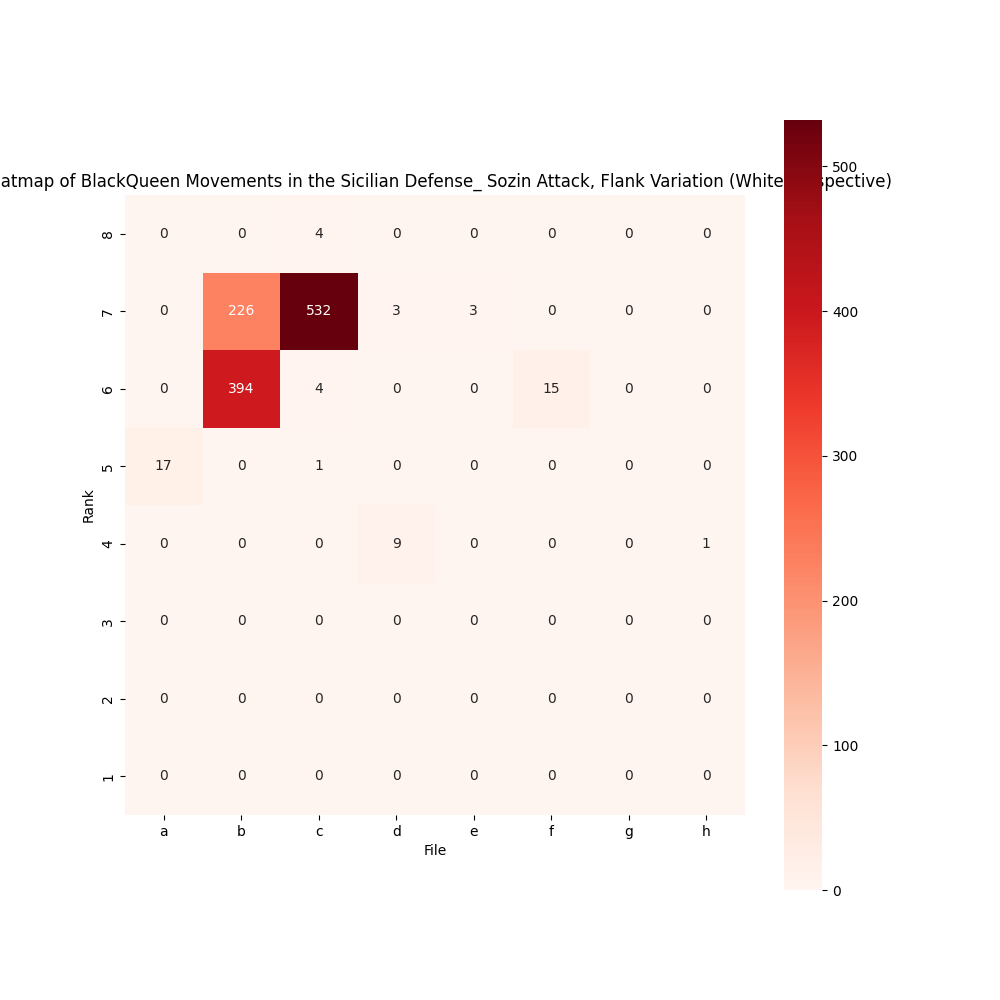 atmap of BlackQueen Movements in the Sicilian Defense_ Sozin Attack, Flank Variation (White spective)
8 0 0 4 0 0 0 0 0
7 0 226 532 3 3 0 0 0
6 0 394 4 0 0 15 0 0
5 17 0 1 0 0 0 0 0
4 0 0 0 9 0 0 0 1
3 0 0 0 0 0 0 0 0
2 0 0 0 0 0 0 0 0
1 0 0 0 0 0 0 0 0
a b c d e f g h
File
Rank
500
400
300
200
100
0